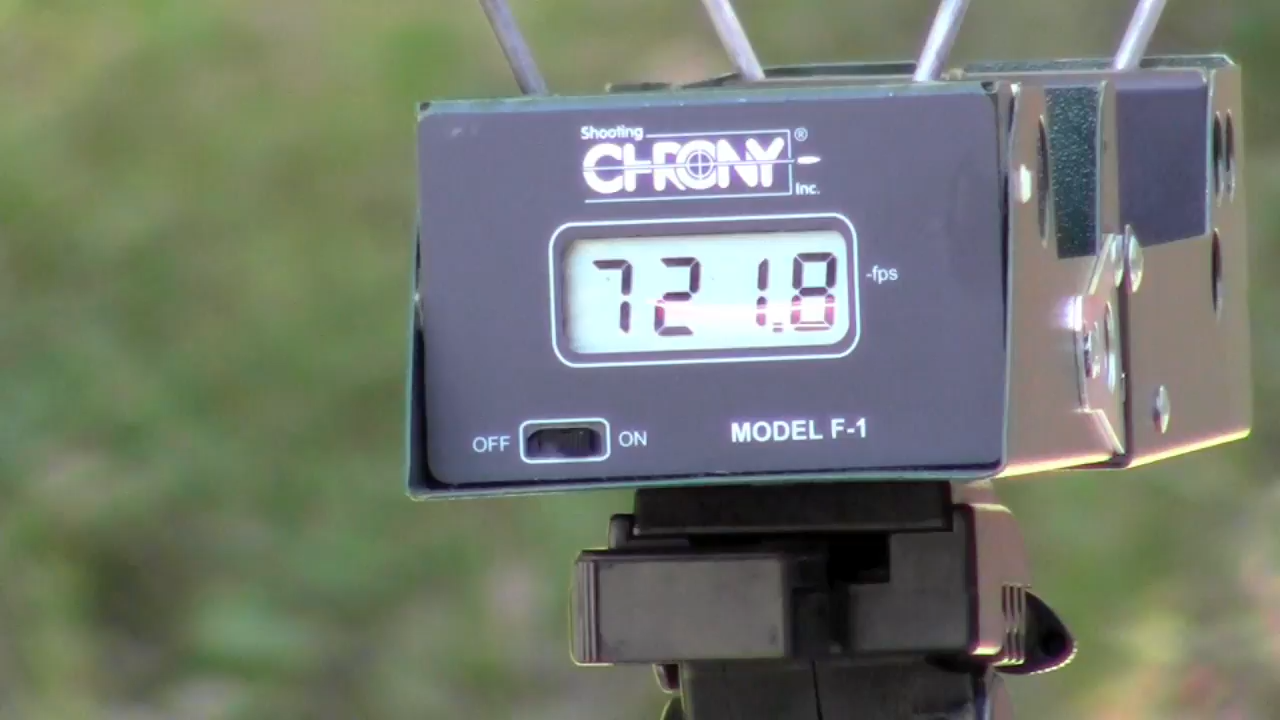 Shooting
CHRONY ®
Inc.
721.8 -fps
OFF ON MODEL F-1